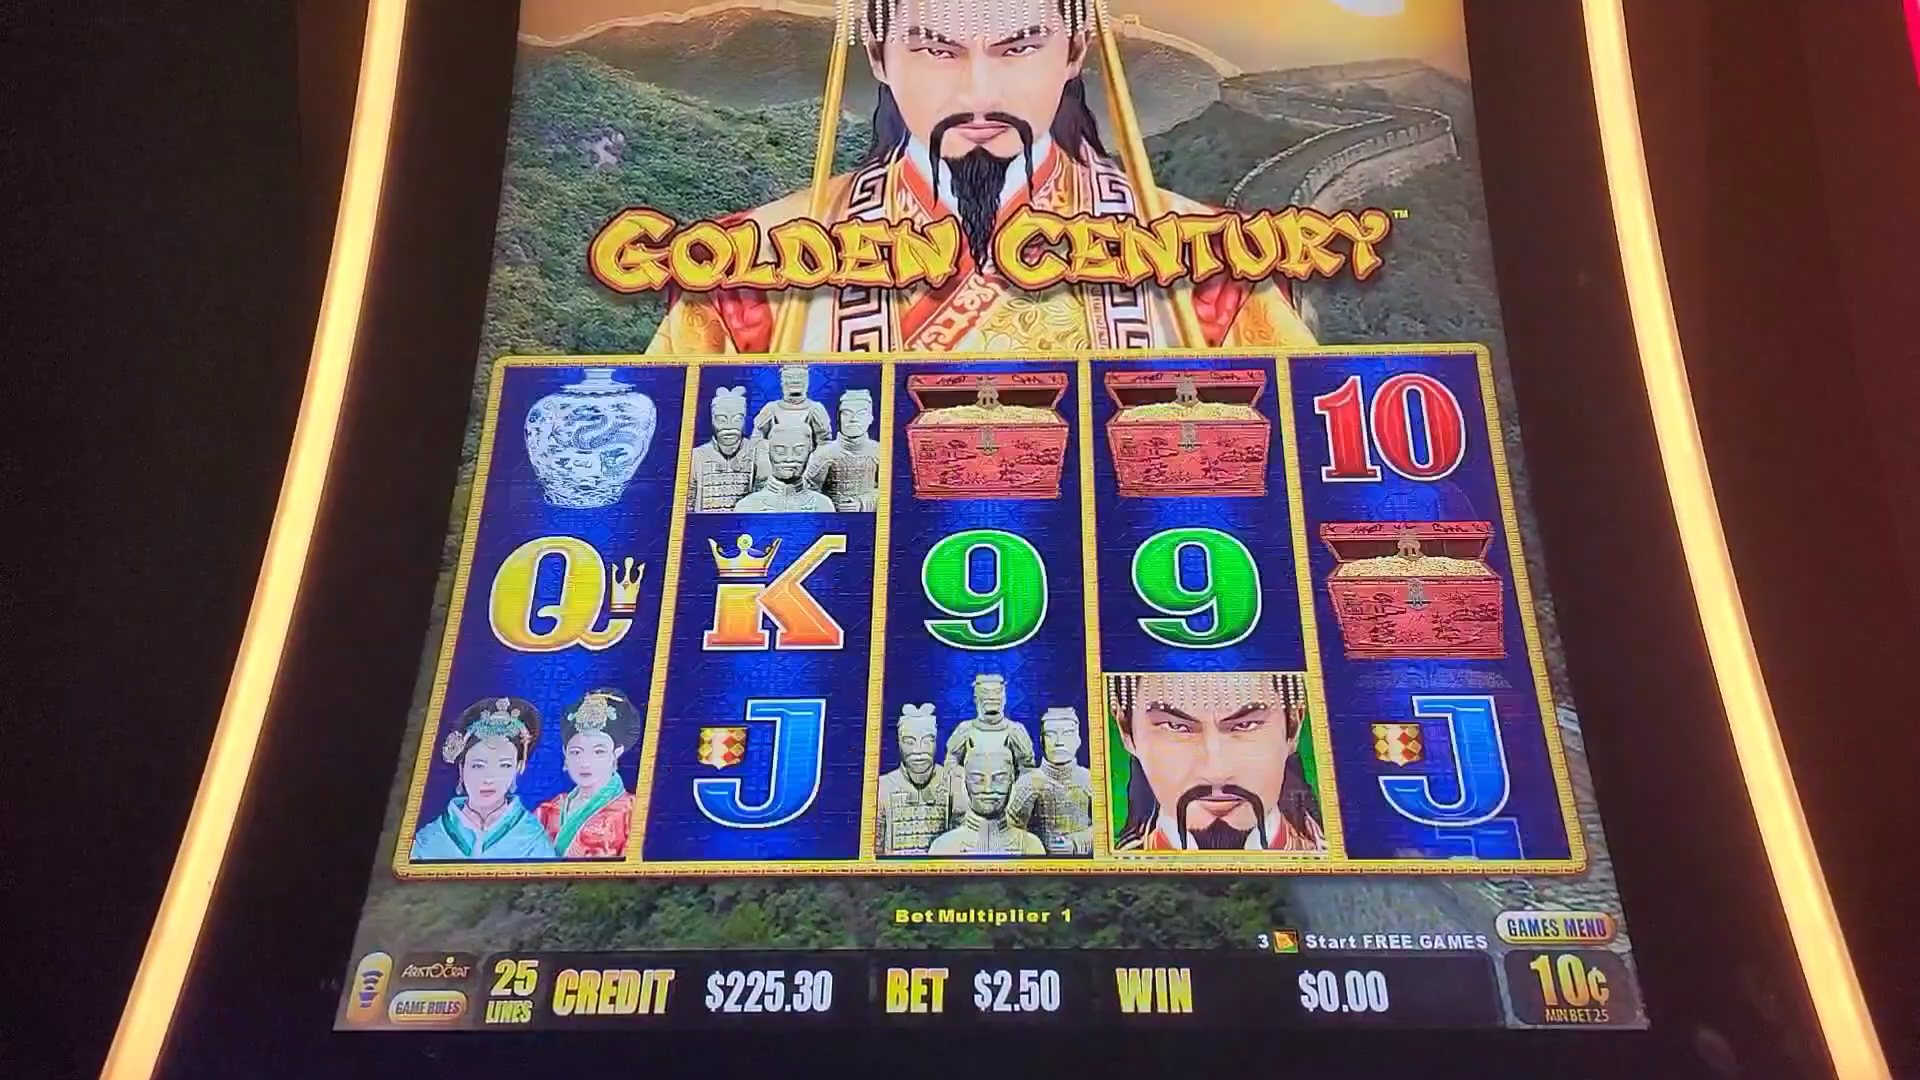 GOLDEN CENTURY™
10
Q K 9 9
J J
Bet Multiplier 1
3 Start FREE GAMES
GAMES MENU
ARISTOCRAT
GAME RULES
25 LINES
CREDIT $225.30
BET $2.50
WIN $0.00
10¢
MIN BET 25